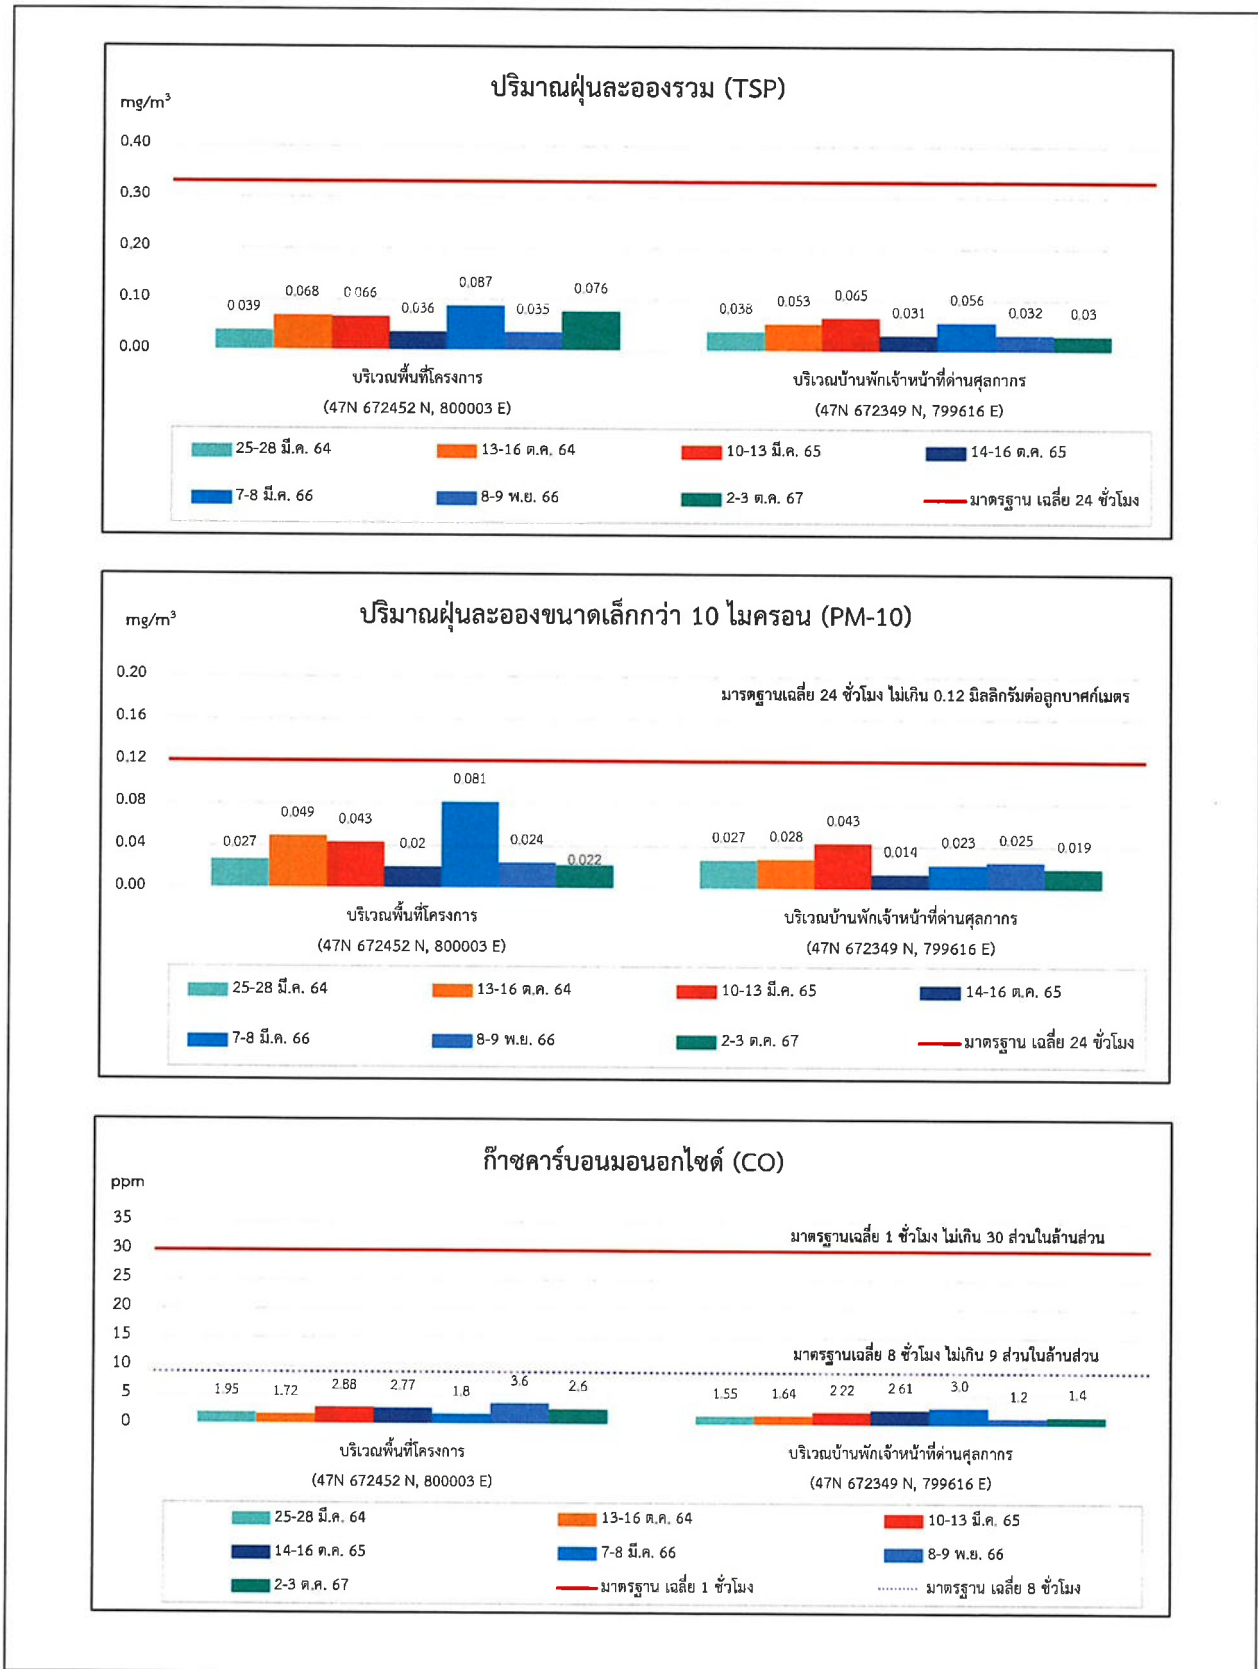 ปริมาณฝุ่นละอองรวม (TSP)
mg/m³
0.40
0.30
0.20
0.10
0.00
0.039 0.068 0.066 0.036 0.087 0.035 0.076 0.038 0.053 0.065 0.031 0.056 0.032 0.03
บริเวณพื้นที่โครงการ บริเวณบ้านพักเจ้าหน้าที่ด่านศุลกากร
(47N 672452 N, 800003 E) (47N 672349 N, 799616 E)
25-28 มี.ค. 64 13-16 ต.ค. 64 10-13 มี.ค. 65 14-16 ต.ค. 65
7-8 มี.ค. 66 8-9 พ.ย. 66 2-3 ต.ค. 67 มาตรฐาน เฉลี่ย 24 ชั่วโมง
ปริมาณฝุ่นละอองขนาดเล็กกว่า 10 ไมครอน (PM-10)
mg/m³
0.20
0.16
0.12
0.08
0.04
0.00
มารตฐานเฉลี่ย 24 ชั่วโมง ไม่เกิน 0.12 มิลลิกรัมต่อลูกบาศก์เมตร
0.027 0.049 0.043 0.02 0.081 0.024 0.022 0.027 0.028 0.043 0.014 0.023 0.025 0.019
บริเวณพื้นที่โครงการ บริเวณบ้านพักเจ้าหน้าที่ด่านศุลกากร
(47N 672452 N, 800003 E) (47N 672349 N, 799616 E)
25-28 มี.ค. 64 13-16 ต.ค. 64 10-13 มี.ค. 65 14-16 ต.ค. 65
7-8 มี.ค. 66 8-9 พ.ย. 66 2-3 ต.ค. 67 มาตรฐาน เฉลี่ย 24 ชั่วโมง
ก๊าซคาร์บอนมอนอกไซด์ (CO)
ppm
35
30
25
20
15
10
5
0
มาตรฐานเฉลี่ย 1 ชั่วโมง ไม่เกิน 30 ส่วนในล้านส่วน
มาตรฐานเฉลี่ย 8 ชั่วโมง ไม่เกิน 9 ส่วนในล้านส่วน
1.95 1.72 2.88 2.77 1.8 3.6 2.6 1.55 1.64 2.22 2.61 3.0 1.2 1.4
บริเวณพื้นที่โครงการ บริเวณบ้านพักเจ้าหน้าที่ด่านศุลกากร
(47N 672452 N, 800003 E) (47N 672349 N, 799616 E)
25-28 มี.ค. 64 13-16 ต.ค. 64 10-13 มี.ค. 65
14-16 ต.ค. 65 7-8 มี.ค. 66 8-9 พ.ย. 66
2-3 ต.ค. 67 มาตรฐาน เฉลี่ย 1 ชั่วโมง มาตรฐาน เฉลี่ย 8 ชั่วโมง